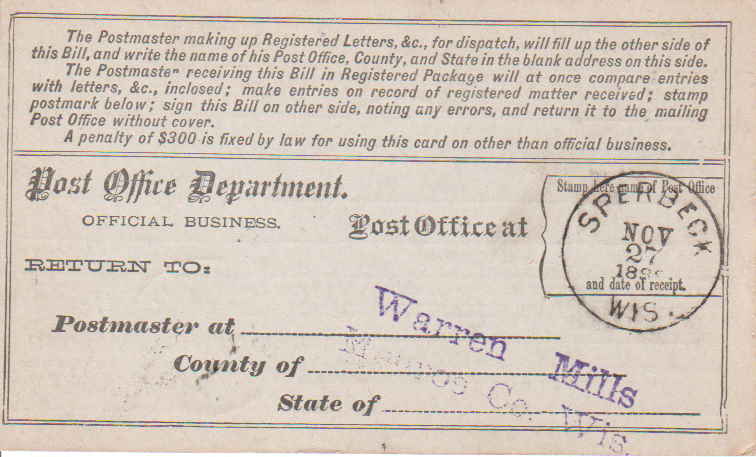 The Postmaster making up Registered Letters, &c., for dispatch, will fill up the other side of
this Bill, and write the name of his Post Office, County, and State in the blank address on this side.
The Postmaster receiving this Bill in Registered Package will at once compare entries
with letters, &c., inclosed; make entries on record of registered matter received; stamp
postmark below; sign this Bill on other side, noting any errors, and return it to the mailing
Post Office without cover.
A penalty of $300 is fixed by law for using this card on other than official business.
Post Office Department.
OFFICIAL BUSINESS.
Post Office at
Stamp here name of Post Office
SPERBECK
NOV
27
and date of receipt.
WIS.
RETURN TO:
Postmaster at
Warren Mills
County of
Monroe Co. Wis.
State of